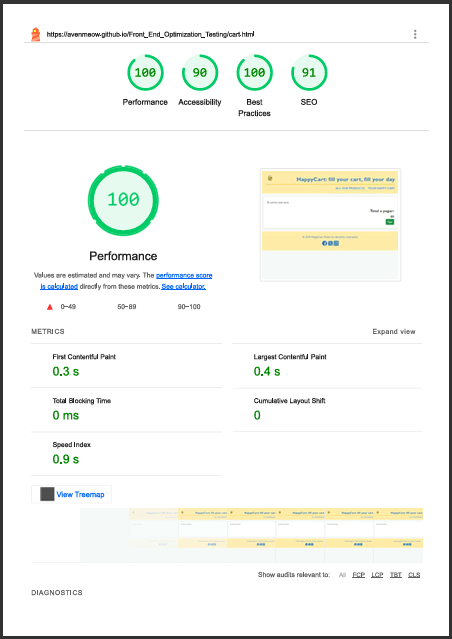 https://avenmeow.github.io/Front_End_Optimization_Testing/cart.html
100 90 100 91
Performance Accessibility Best Practices SEO
100
HappyCart: fill your cart, fill your day
Performance
Values are estimated and may vary. The performance score
is calculated directly from these metrics. See calculator.
0–49 50–89 90–100
METRICS Expand view
First Contentful Paint
0.3 s
Largest Contentful Paint
0.4 s
Total Blocking Time
0 ms
Cumulative Layout Shift
0
Speed Index
0.9 s
View Treemap
Show audits relevant to: All FCP LCP TBT CLS
DIAGNOSTICS